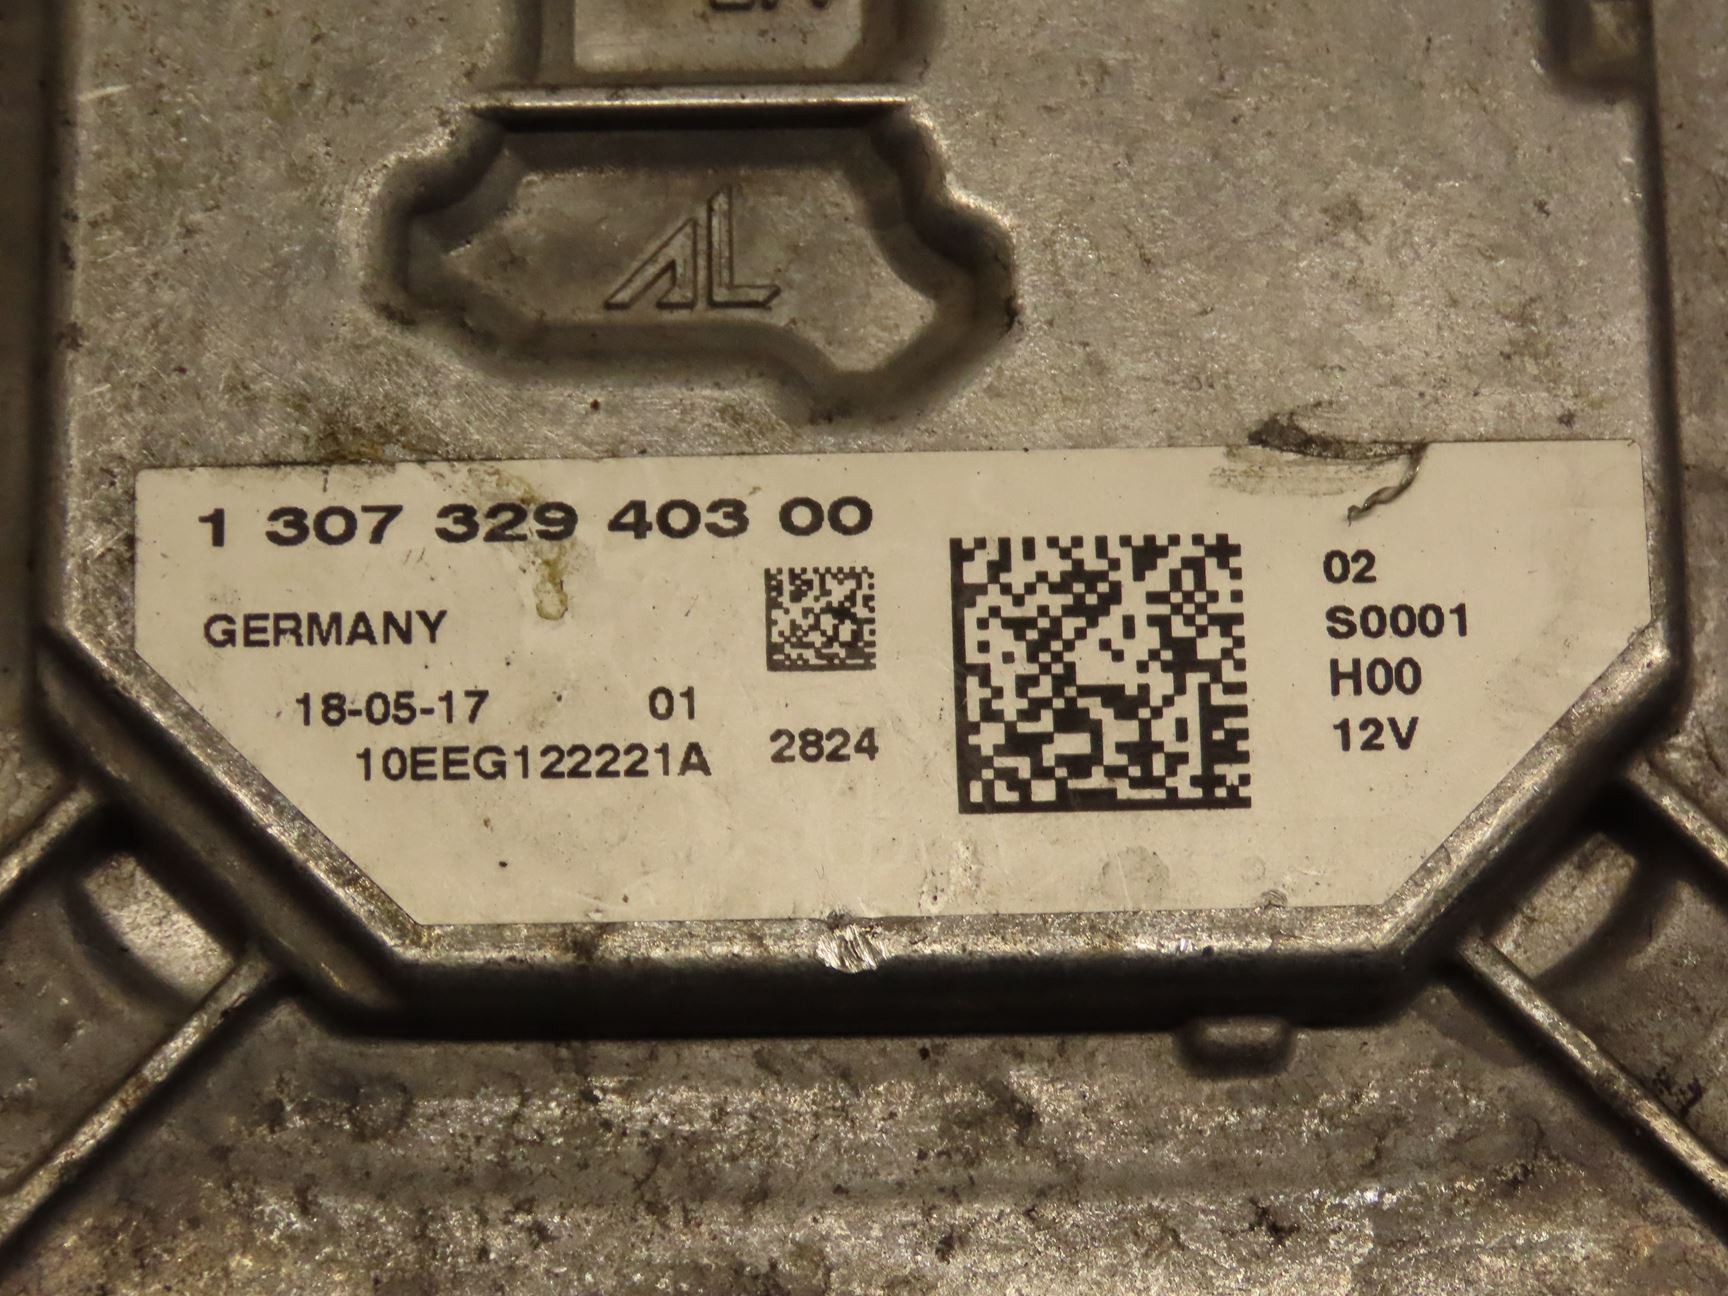 AL
1 307 329 403 00
GERMANY
18-05-17 01
10EEG122221A 2824
02
S0001
H00
12V